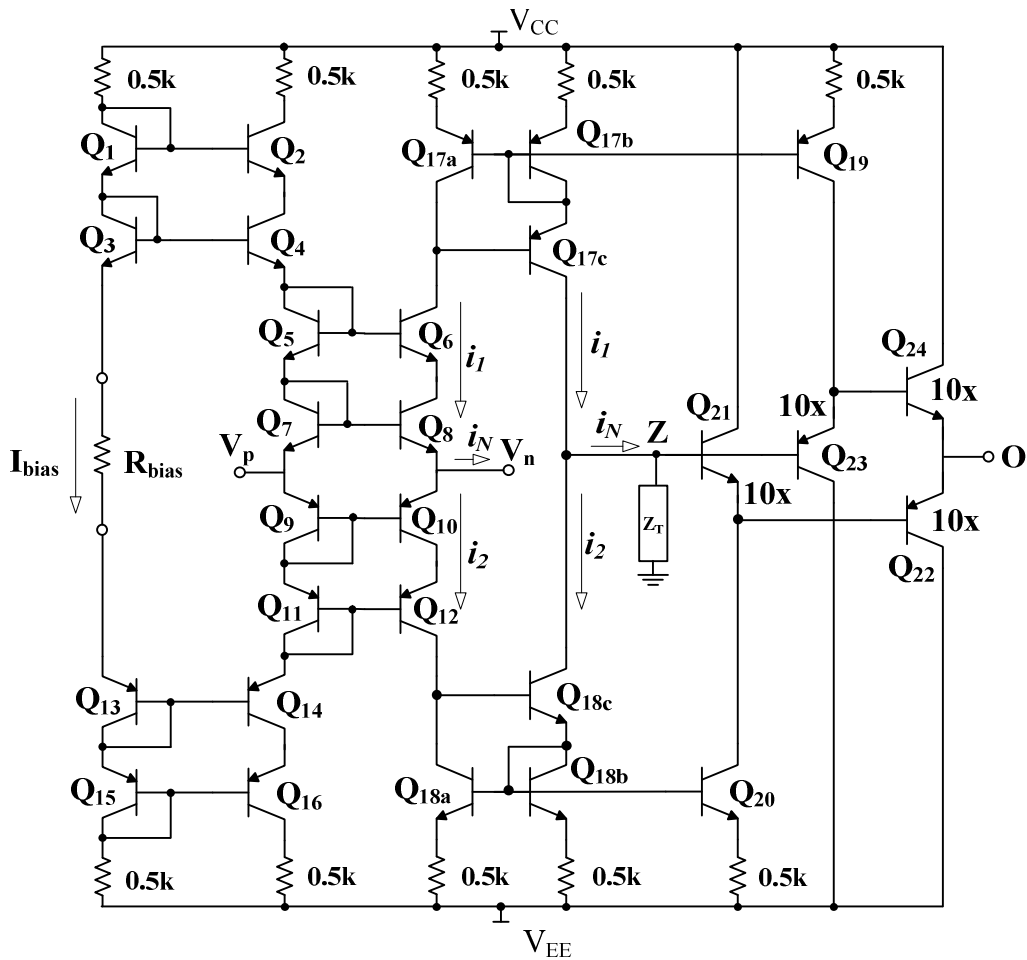 V_CC
0.5k 0.5k 0.5k 0.5k 0.5k
Q_1 Q_2 Q_17a Q_17b Q_19
Q_3 Q_4 Q_17c
Q_5 Q_6 i_1 i_1 Q_24
Q_7 Q_8 Q_21 10x 10x
V_p i_N V_n i_N Z Q_23 O
I_bias R_bias
Q_9 Q_10 i_2 Z_T i_2 10x 10x
Q_22
Q_11 Q_12
Q_13 Q_14 Q_18c
Q_15 Q_16 Q_18a Q_18b Q_20
0.5k 0.5k 0.5k 0.5k 0.5k
V_EE